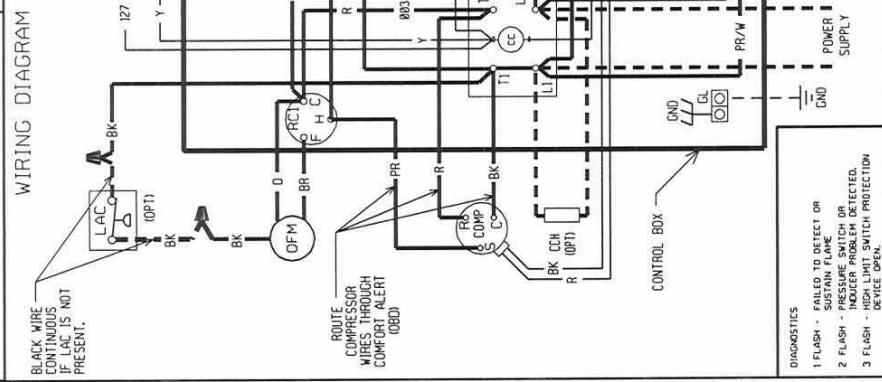 WIRING DIAGRAM
127
Y
R
003
Y
CC
T1
L1
PR/W
POWER
SUPPLY
BK
RC1
C
H
F
GND
GL
GND
LAC
(OPT)
O
BR
PR
R
BK
BK
BK
OFM
R
COMP
C
S
CCH
(OPT)
BK
R
CONTROL BOX
BLACK WIRE
CONTINUOUS
IF LAC IS NOT
PRESENT.
ROUTE
COMPRESSOR
WIRES THROUGH
COMFORT ALERT
(OBD)
DIAGNOSTICS
1 FLASH - FAILED TO DETECT OR
SUSTAIN FLAME
2 FLASH - PRESSURE SWITCH OR
INDUCER PROBLEM DETECTED.
3 FLASH - HIGH LIMIT SWITCH PROTECTION
DEVICE OPEN.